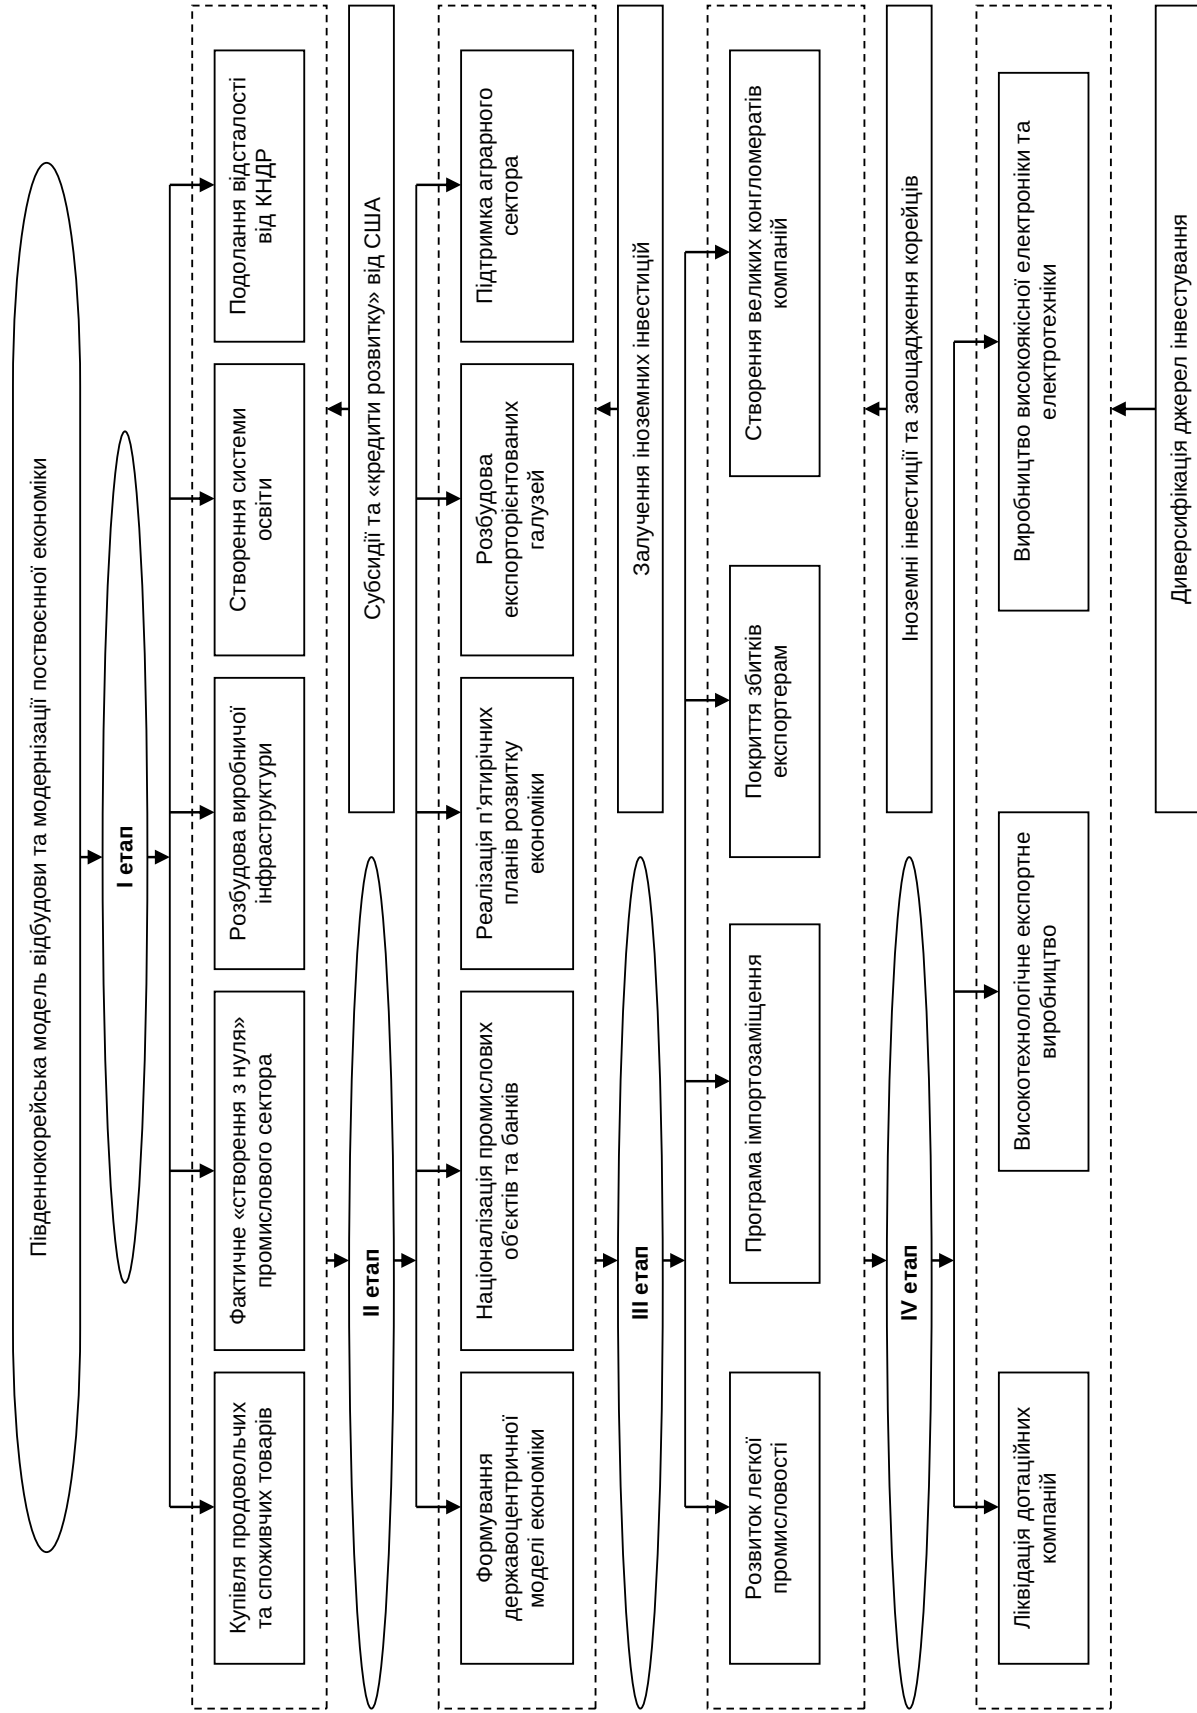 Південнокорейська модель відбудови та модернізації поствоєнної економіки
І етап
Купівля продовольчих
та споживчих товарів
Фактичне «створення з нуля»
промислового сектора
Розбудова виробничої
інфраструктури
Створення системи
освіти
Подолання відсталості
від КНДР
ІІ етап
Субсидії та «кредити розвитку» від США
Формування
державоцентричної
моделі економіки
Націоналізація промислових
об’єктів та банків
Реалізація п’ятирічних
планів розвитку
економіки
Розбудова
експорторієнтованих
галузей
Підтримка аграрного
сектора
ІІІ етап
Залучення іноземних інвестицій
Розвиток легкої
промисловості
Програма імпортозаміщення
Покриття збитків
експортерам
Створення великих конгломератів
компаній
IV етап
Іноземні інвестиції та заощадження корейців
Ліквідація дотаційних
компаній
Високотехнологічне експортне
виробництво
Виробництво високоякісної електроніки та
електротехніки
Диверсифікація джерел інвестування